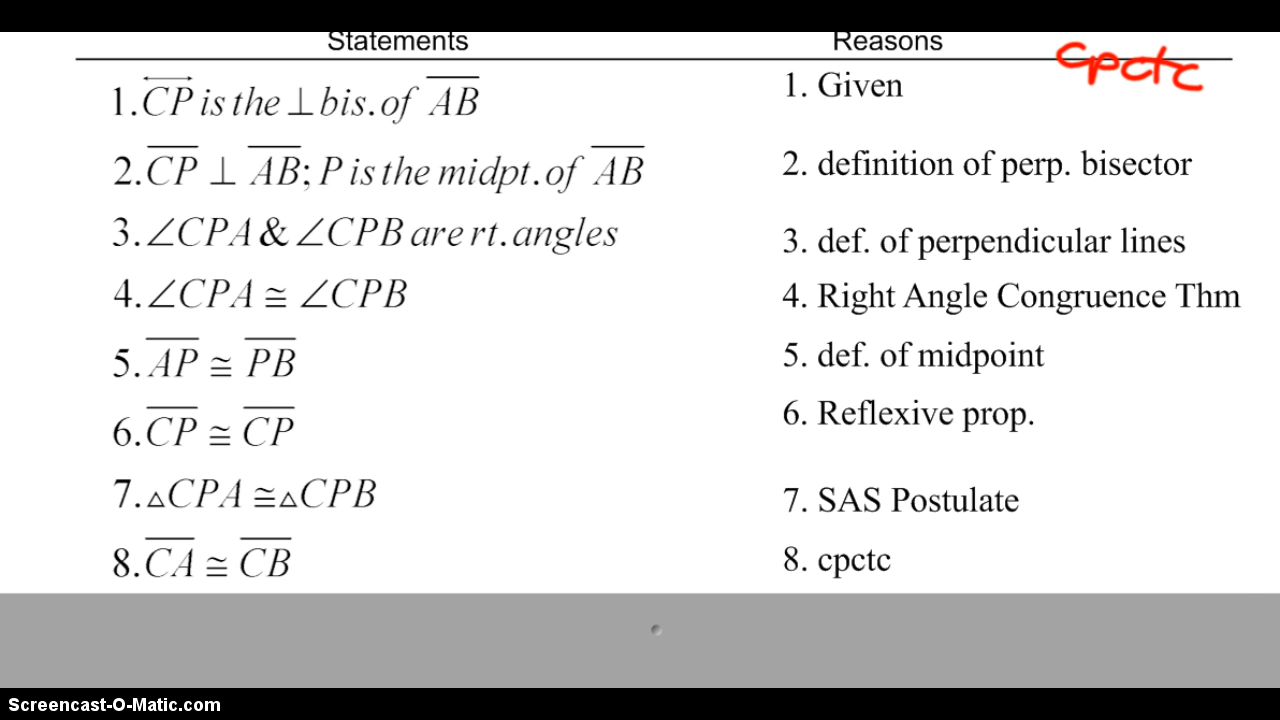 Statements Reasons
cpctc
1. CP is the ⊥ bis. of AB 1. Given
2. CP ⊥ AB; P is the midpt. of AB 2. definition of perp. bisector
3. ∠CPA & ∠CPB are rt. angles 3. def. of perpendicular lines
4. ∠CPA ≅ ∠CPB 4. Right Angle Congruence Thm
5. AP ≅ PB 5. def. of midpoint
6. CP ≅ CP 6. Reflexive prop.
7. △CPA ≅ △CPB 7. SAS Postulate
8. CA ≅ CB 8. cpctc
Screencast-O-Matic.com